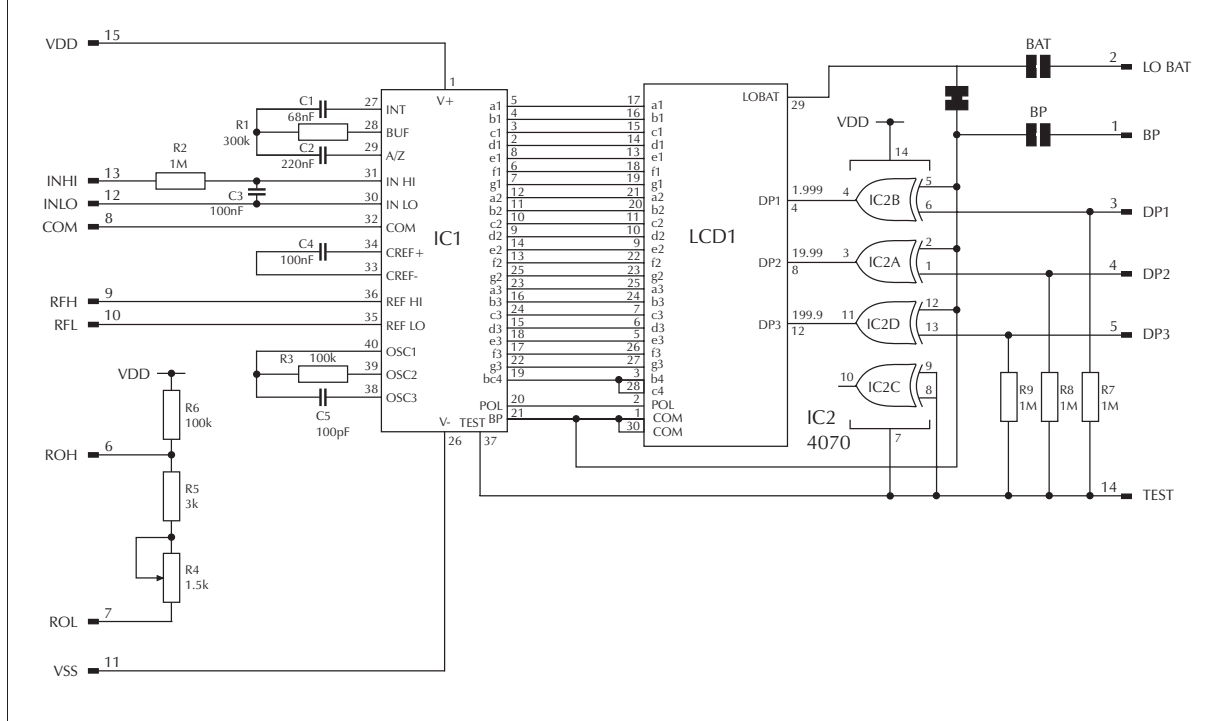 VDD 15
1
V+
C1
68nF
27 INT
R1
300k
28 BUF
C2
220nF
29 A/Z
R2
1M
INHI 13
31 IN HI
C3
100nF
INLO 12
30 IN LO
COM 8
32 COM
C4
100nF
34 CREF+
33 CREF-
RFH 9
36 REF HI
RFL 10
35 REF LO
40 OSC1
R3 100k
39 OSC2
38 OSC3
C5
100pF
IC1
V- 26
TEST 37
a1 5 17 a1
b1 4 16 b1
c1 3 15 c1
d1 2 14 d1
e1 8 13 e1
f1 6 18 f1
g1 7 19 g1
a2 12 21 a2
b2 11 20 b2
c2 10 11 c2
d2 9 10 d2
e2 14 9 e2
f2 13 22 f2
g2 25 23 g2
a3 23 25 a3
b3 16 24 b3
c3 24 7 c3
d3 15 6 d3
e3 18 5 e3
f3 17 26 f3
g3 22 27 g3
bc4 19 3 b4
28 c4
POL 20 2 POL
BP 21 1 COM
30 COM
LCD1
LOBAT
29
DP1 1.999
4
DP2 19.99
8
DP3 199.9
12
VDD
14
4 IC2B 5
6
3 IC2A 2
1
11 IC2D 12
13
10 IC2C 9
8
IC2
4070
7
BAT
2 LO BAT
BP
1 BP
3 DP1
4 DP2
5 DP3
R9
1M
R8
1M
R7
1M
14 TEST
VDD
R6
100k
ROH 6
R5
3k
R4
1.5k
ROL 7
VSS 11